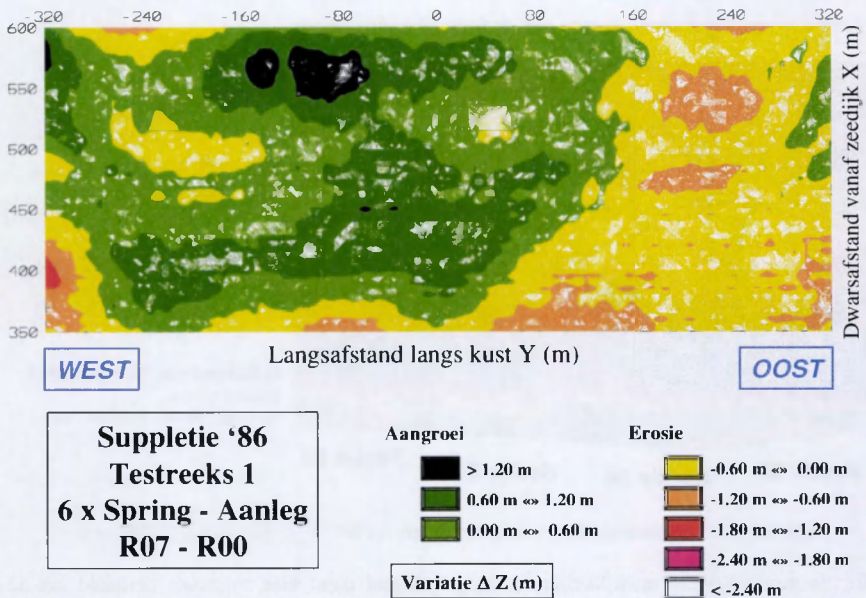 -320 -240 -160 -80 0 80 160 240 320
600
550
500
450
400
350
Dwarsafstand vanaf zeedijk X (m)
WEST Langsafstand langs kust Y (m) OOST
Suppletie ‘86
Testreeks 1
6 x Spring - Aanleg
R07 - R00
Aangroei
> 1.20 m
0.60 m ⇔ 1.20 m
0.00 m ⇔ 0.60 m
Erosie
-0.60 m ⇔ 0.00 m
-1.20 m ⇔ -0.60 m
-1.80 m ⇔ -1.20 m
-2.40 m ⇔ -1.80 m
< -2.40 m
Variatie Δ Z (m)